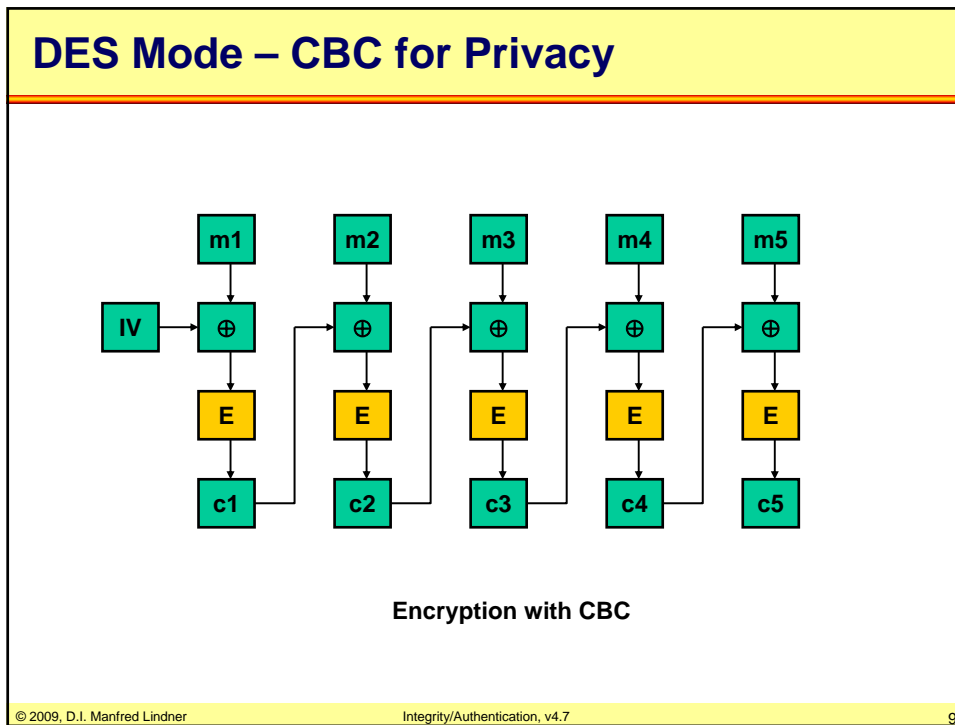 DES Mode – CBC for Privacy
m1 m2 m3 m4 m5
IV ⊕ ⊕ ⊕ ⊕ ⊕
E E E E E
c1 c2 c3 c4 c5
Encryption with CBC
© 2009, D.I. Manfred Lindner Integrity/Authentication, v4.7 9